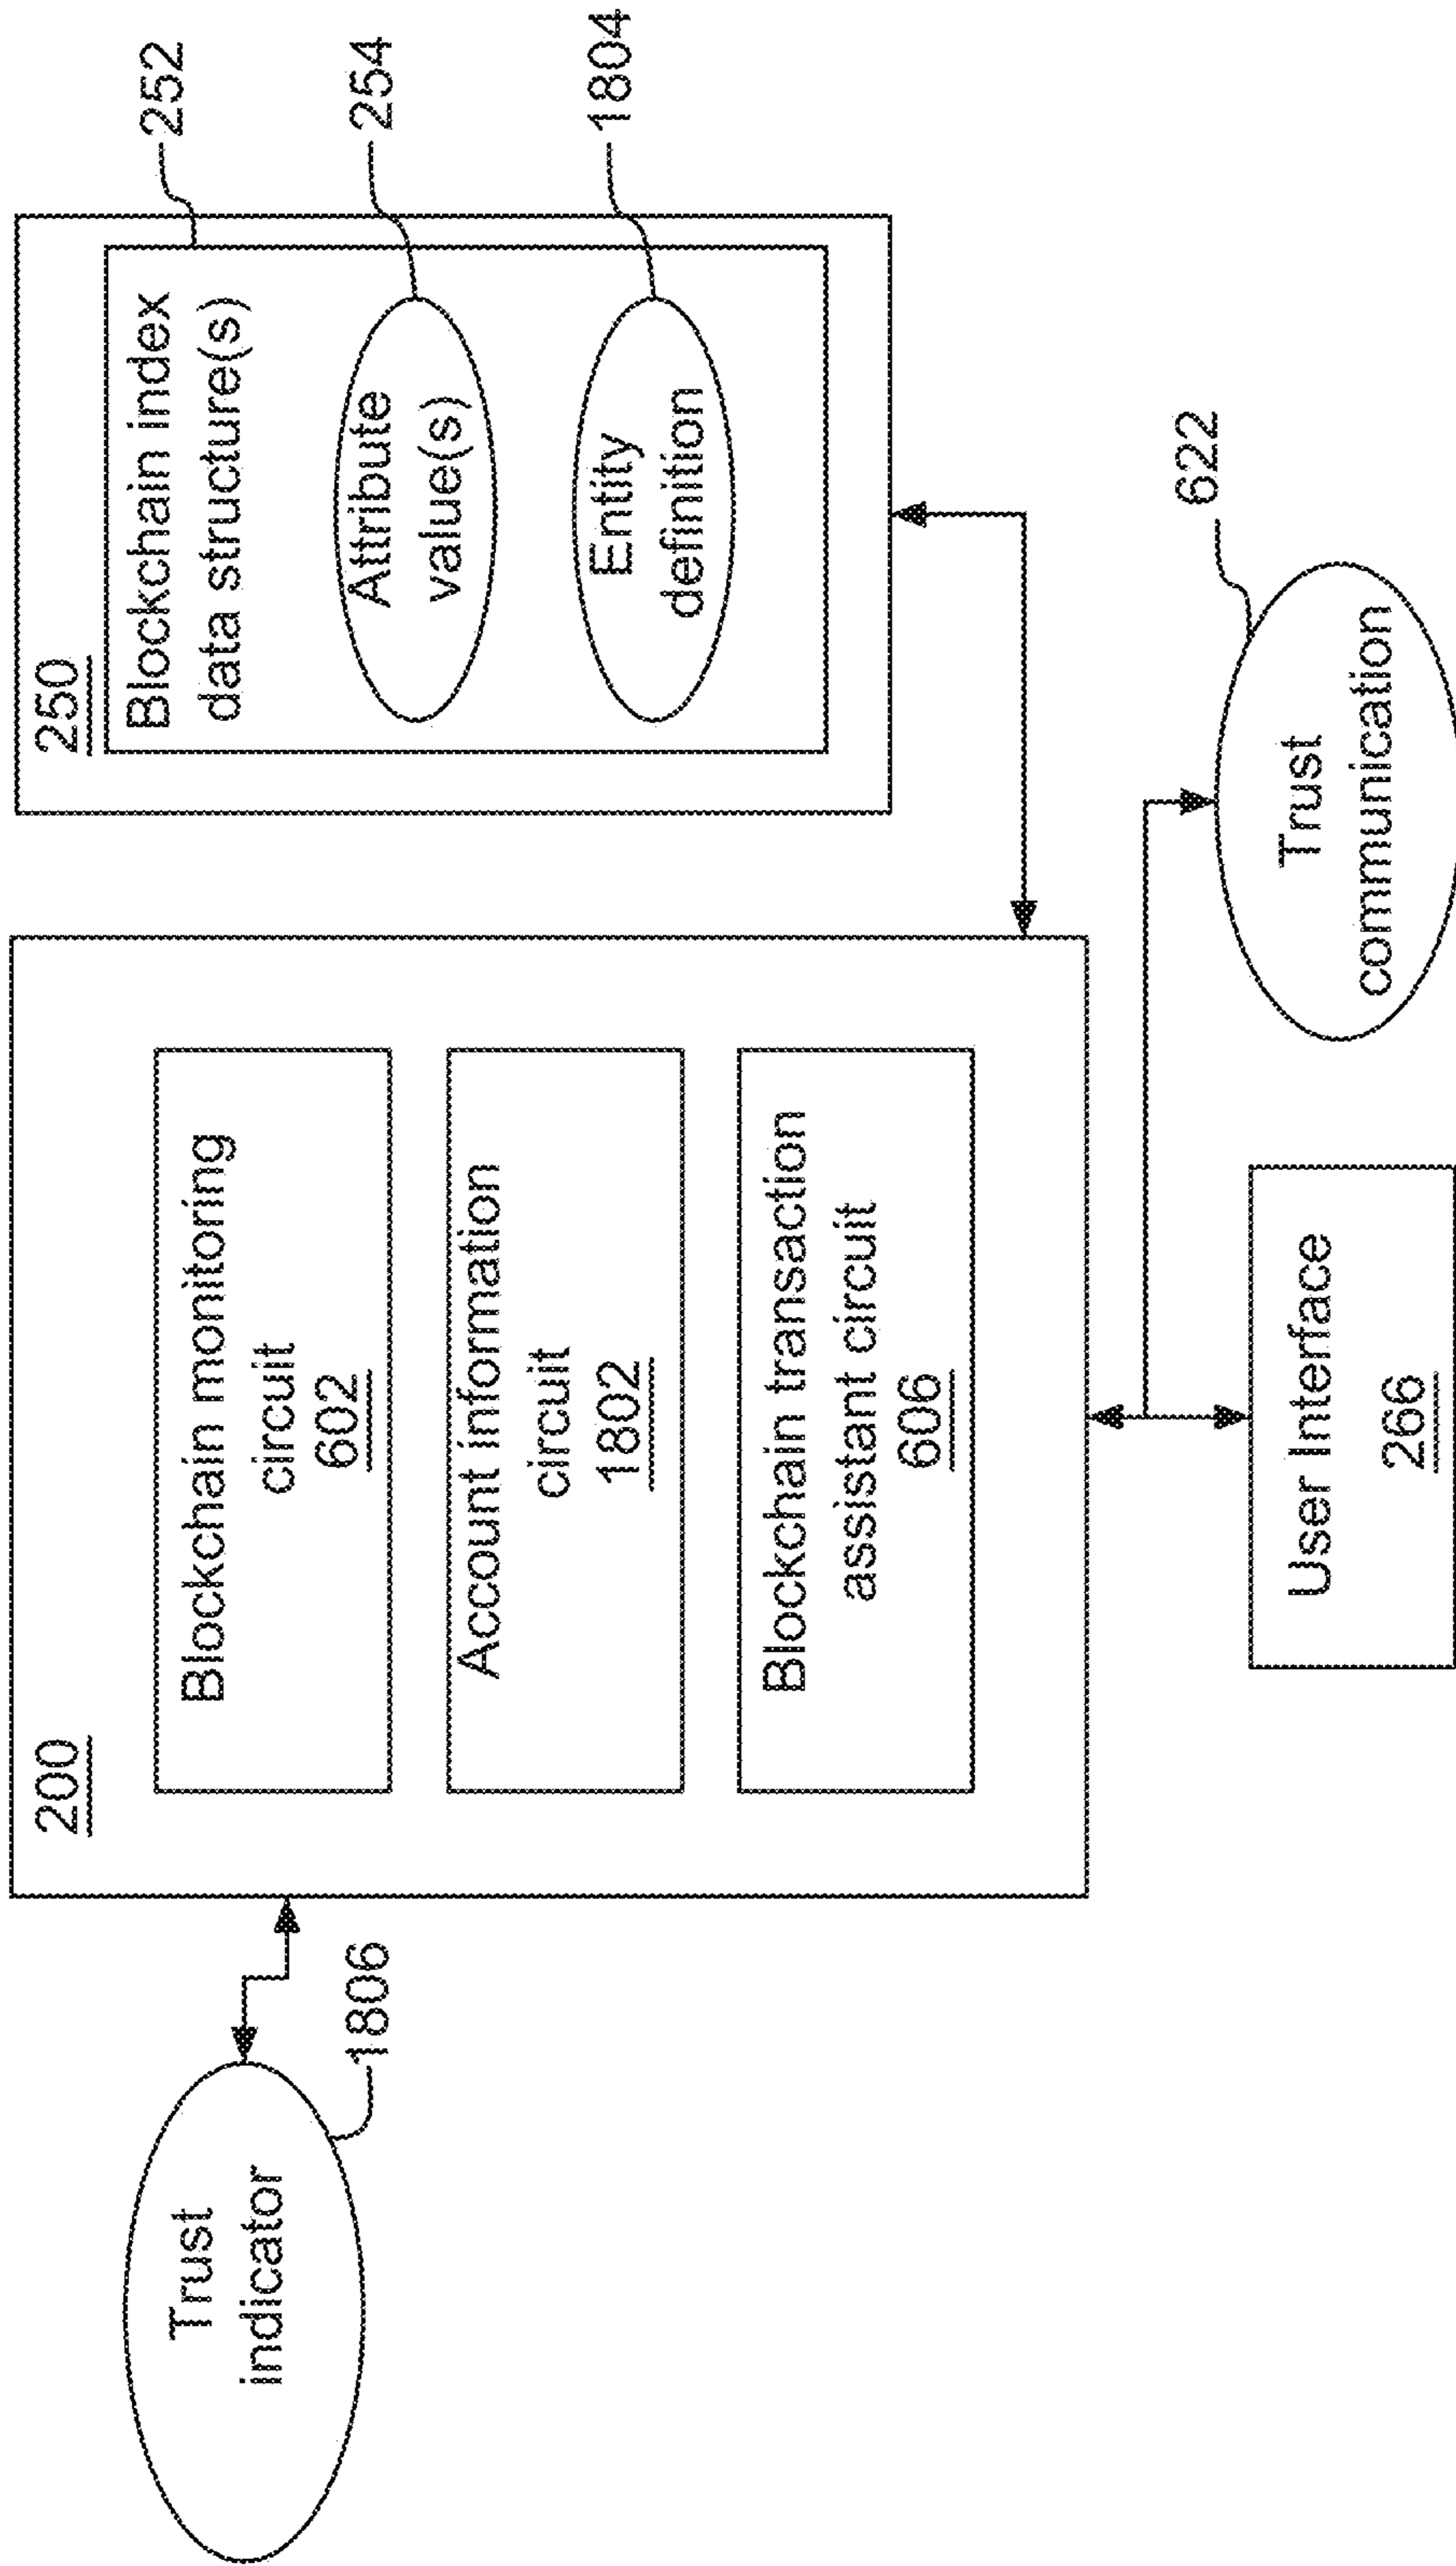 200
Blockchain monitoring
circuit
602
Account information
circuit
1802
Blockchain transaction
assistant circuit
606
250
Blockchain index
data structure(s)
Attribute
value(s)
Entity
definition
252
254
1804
Trust
indicator
1806
User Interface
266
Trust
communication
622